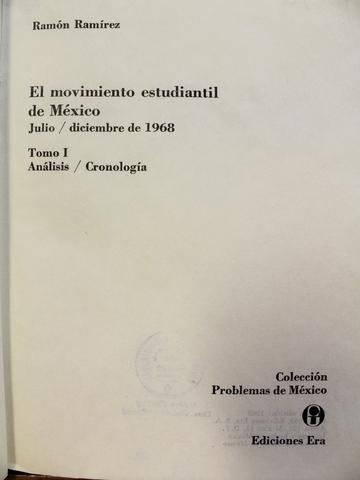 Ramón Ramírez
El movimiento estudiantil
de México
Julio / diciembre de 1968
Tomo I
Análisis / Cronología
Colección
Problemas de México
Ediciones Era